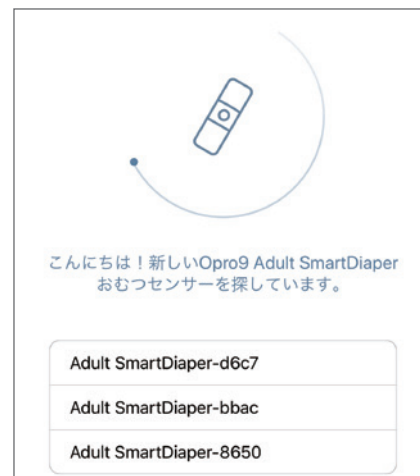 こんにちは！新しいOpro9 Adult SmartDiaper
おむつセンサーを探しています。
Adult SmartDiaper-d6c7
Adult SmartDiaper-bbac
Adult SmartDiaper-8650